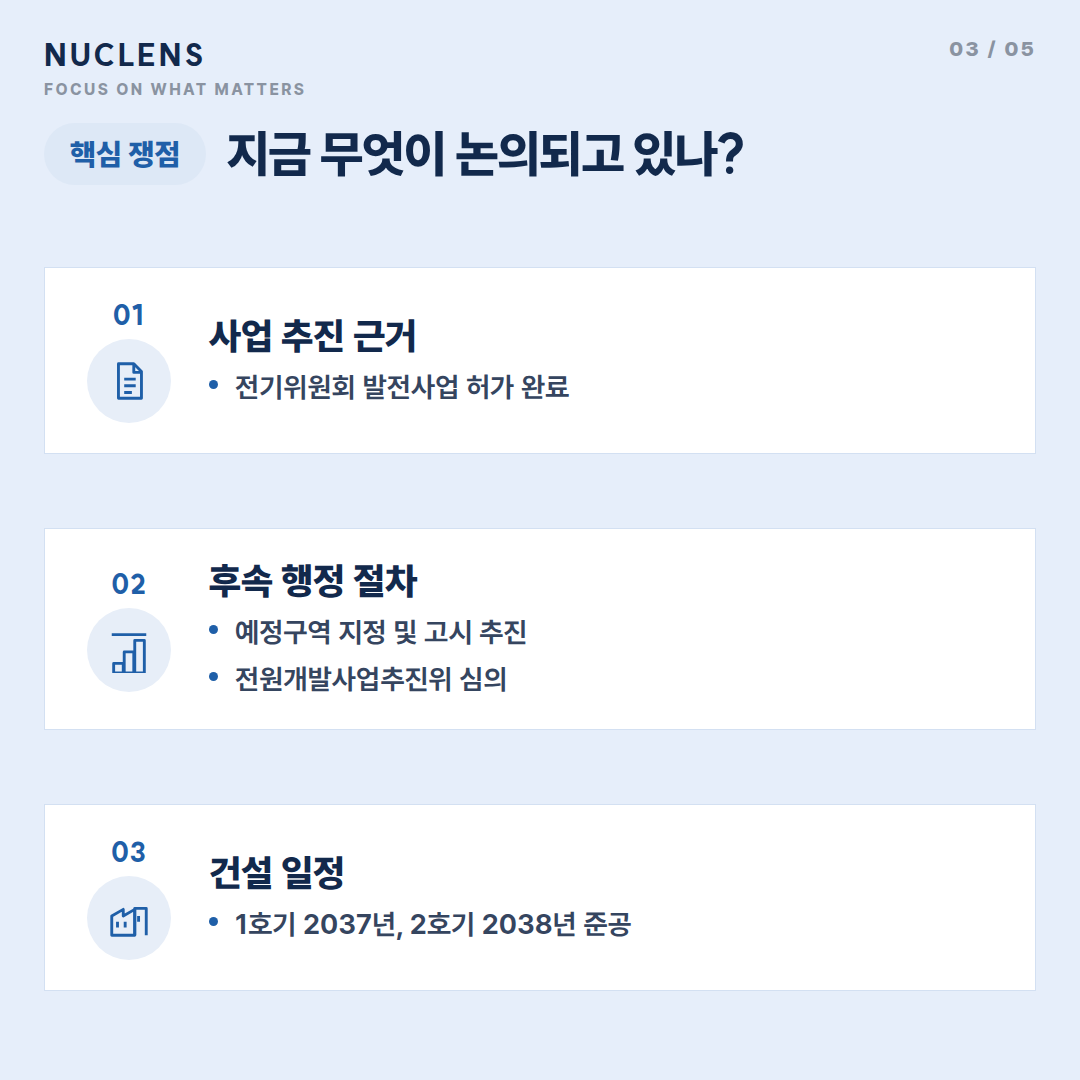 NUCLENS
03 / 05
FOCUS ON WHAT MATTERS
핵심 쟁점
지금 무엇이 논의되고 있나?
01
사업 추진 근거
• 전기위원회 발전사업 허가 완료
02
후속 행정 절차
• 예정구역 지정 및 고시 추진
• 전원개발사업추진위 심의
03
건설 일정
• 1호기 2037년, 2호기 2038년 준공